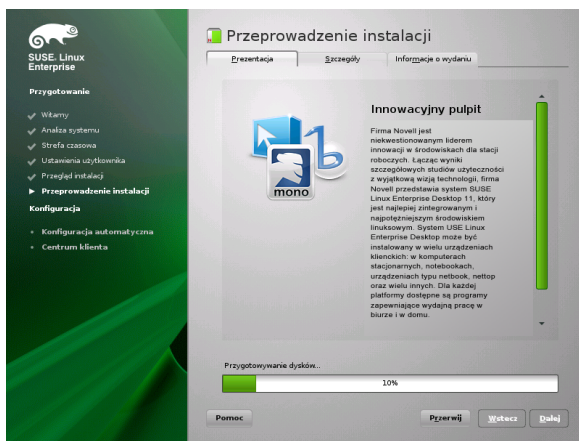 SUSE Linux
Enterprise
Przygotowanie
Witamy
Analiza systemu
Strefa czasowa
Ustawienia użytkownika
Przegląd instalacji
Przeprowadzenie instalacji
Konfiguracja
Konfiguracja automatyczna
Centrum klienta
Przeprowadzenie instalacji
Prezentacja
Szczegóły
Informacje o wydaniu
mono
Innowacyjny pulpit
Firma Novell jest
niekwestionowanym liderem
innowacji w środowiskach dla stacji
roboczych. Łącząc wyniki
szczegółowych studiów użyteczności
z wyjątkową wizją technologii, firma
Novell przedstawia system SUSE
Linux Enterprise Desktop 11, który
jest najlepiej zintegrowanym i
najpotężniejszym środowiskiem
linuksowym. System USE Linux
Enterprise Desktop może być
instalowany w wielu urządzeniach
klienckich: w komputerach
stacjonarnych, notebookach,
urządzeniach typu netbook, nettop
oraz wielu innych. Dla każdej
platformy dostępne są programy
zapewniające wydajną pracę w
biurze i w domu.
Przygotowywanie dysków...
10%
Pomoc
Przerwij
Wstecz
Dalej